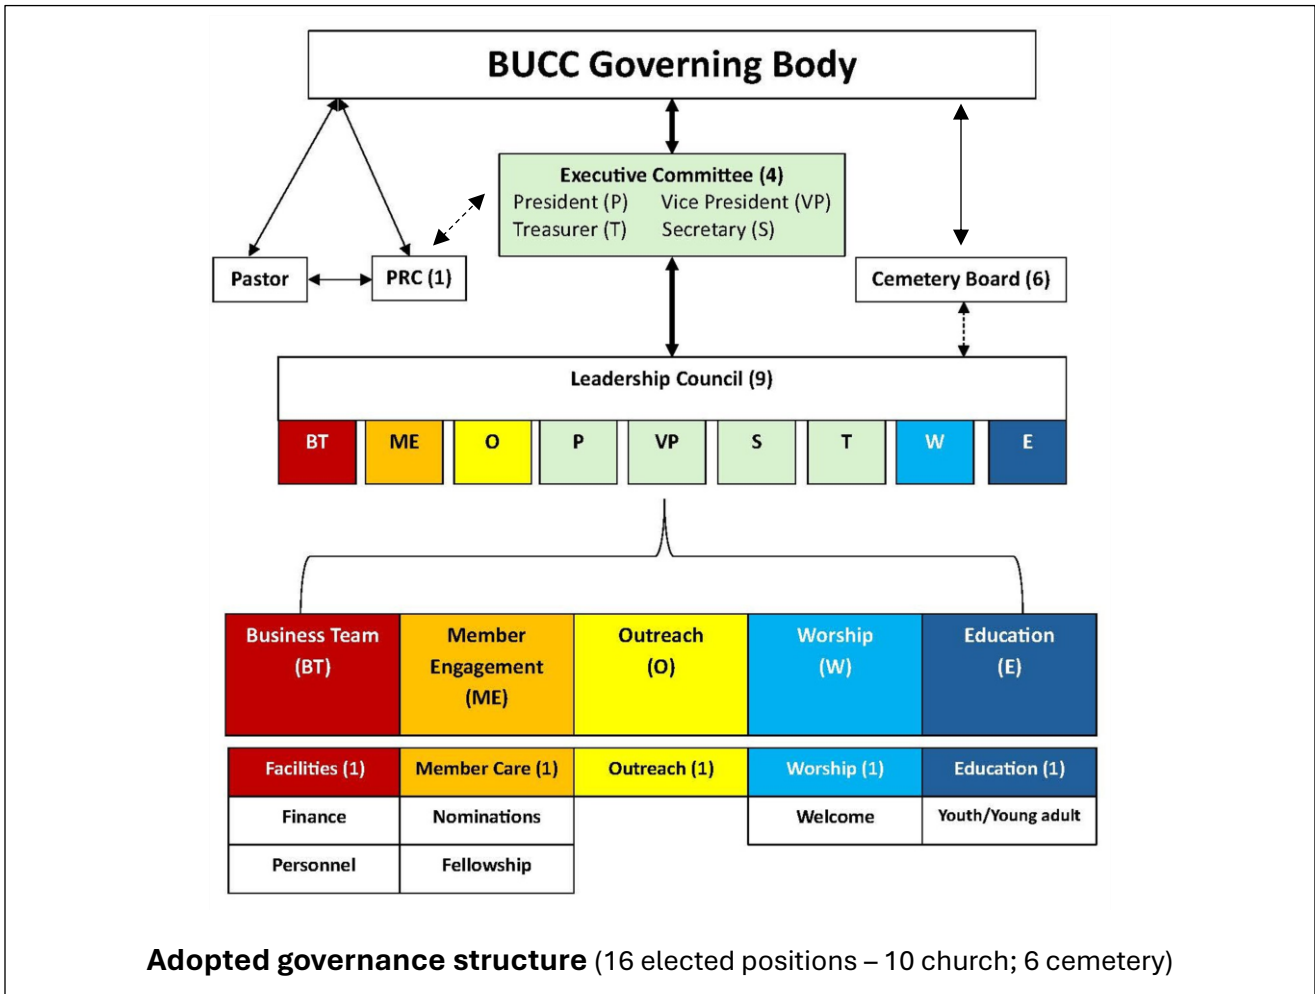 BUCC Governing Body
Executive Committee (4)
President (P) Vice President (VP)
Treasurer (T) Secretary (S)
Pastor
PRC (1)
Cemetery Board (6)
Leadership Council (9)
BT ME O P VP S T W E
Business Team
(BT)
Member
Engagement
(ME)
Outreach
(O)
Worship
(W)
Education
(E)
Facilities (1) Member Care (1) Outreach (1) Worship (1) Education (1)
Finance Nominations Welcome Youth/Young adult
Personnel Fellowship
Adopted governance structure (16 elected positions – 10 church; 6 cemetery)